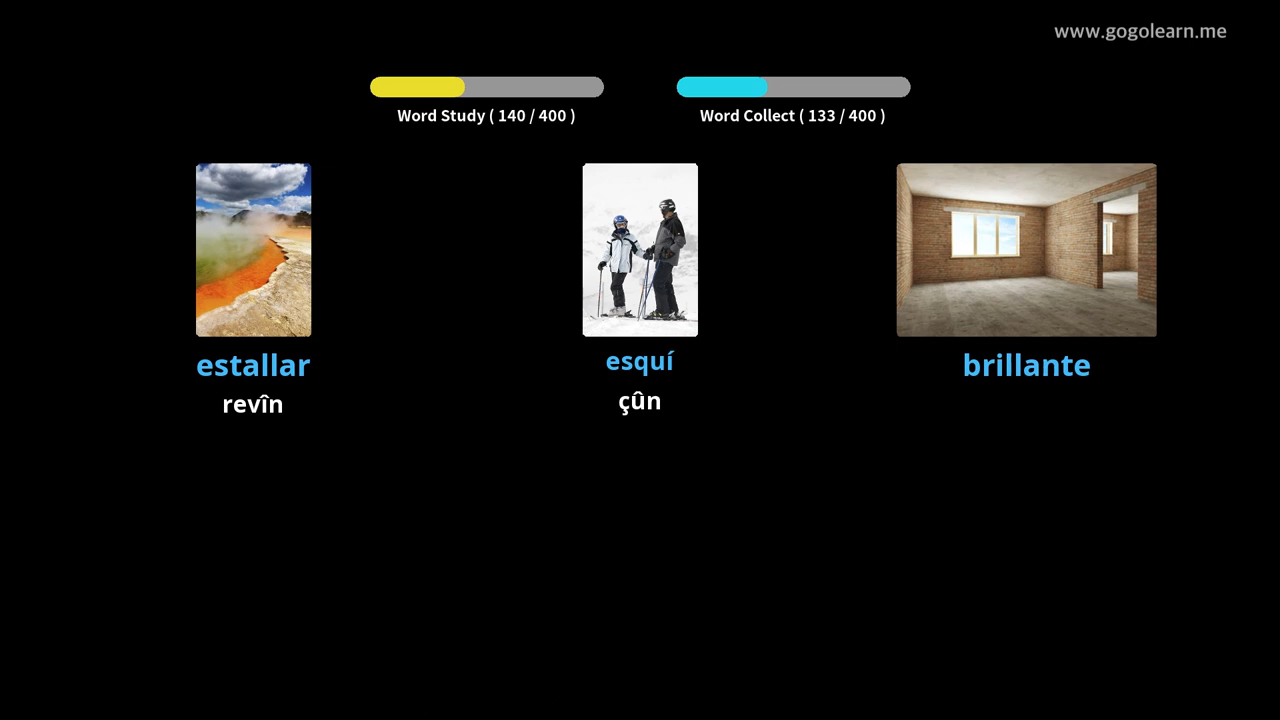 www.gogolearn.me
Word Study ( 140 / 400 )
Word Collect ( 133 / 400 )
estallar
revîn
esquí
çûn
brillante